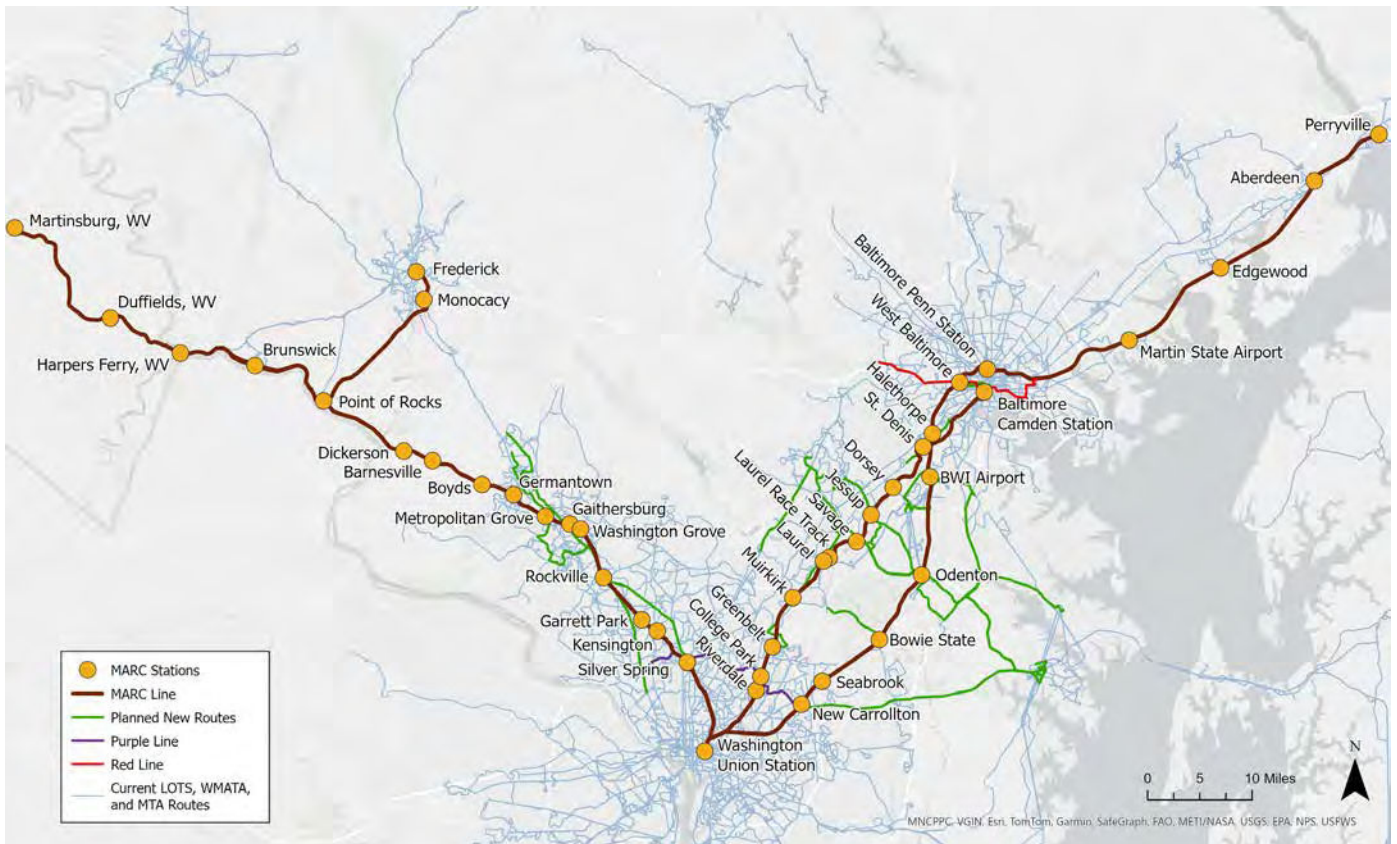 Perryville
Aberdeen
Martinsburg, WV
Baltimore Penn Station
Frederick
Edgewood
Monocacy
Duffields, WV
West Baltimore
Martin State Airport
Brunswick
Harpers Ferry, WV
Halethorpe
Point of Rocks
Baltimore
Camden Station
St. Denis
Dorsey
Dickerson
Barnesville
Laurel Race Track
Jessup
BWI Airport
Boyds
Germantown
Savage
Gaithersburg
Metropolitan Grove
Washington Grove
Laurel
Muirkirk
Rockville
Odenton
Greenbelt
Garrett Park
College Park
Kensington
Bowie State
Riverdale
Silver Spring
Seabrook
New Carrollton
Washington
Union Station
MARC Stations
MARC Line
Planned New Routes
Purple Line
Red Line
Current LOTS, WMATA,
and MTA Routes
N
0 5 10 Miles
MNCPPC, VGIN, Esri, TomTom, Garmin, SafeGraph, FAO, METI/NASA, USGS, EPA, NPS, USFWS